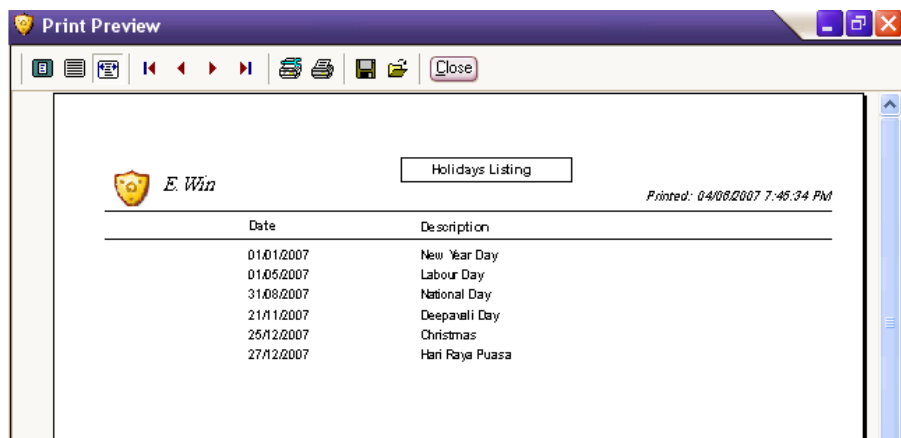 Print Preview
Close
Holidays Listing
E. Win
Printed: 04/06/2007 7:45:34 PM
Date Description
01/01/2007 New Year Day
01/05/2007 Labour Day
31/08/2007 National Day
21/11/2007 Deepavali Day
25/12/2007 Christmas
27/12/2007 Hari Raya Puasa